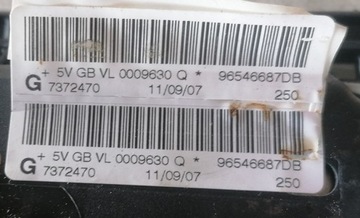 + 5V GB VL 0009630 Q * 96546687DB
G 7372470 11/09/07 250
+ 5V GB VL 0009630 Q * 96546687DB
G 7372470 11/09/07 250